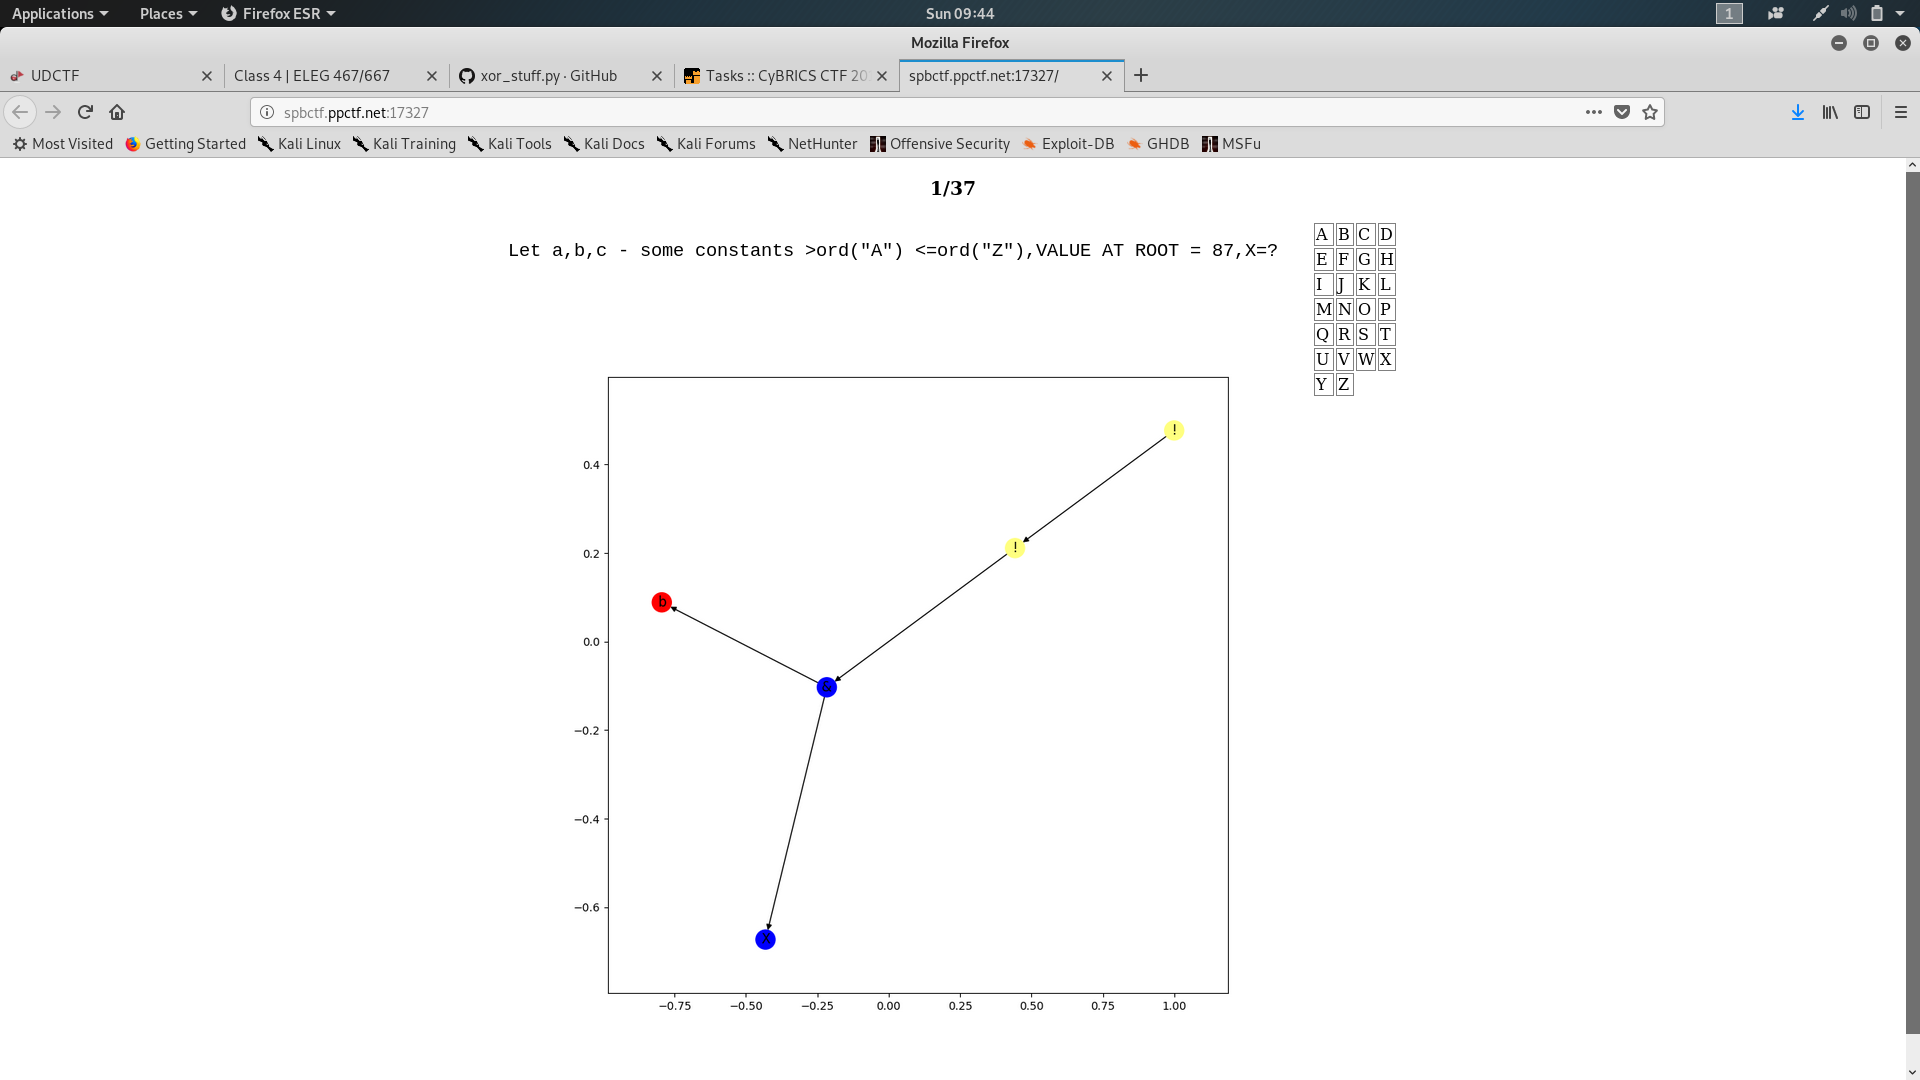 Applications Places Firefox ESR Sun 09:44 1
Mozilla Firefox
UDCTF Class 4 | ELEG 467/667 xor_stuff.py · GitHub Tasks :: CyBRICS CTF 20 spbctf.ppctf.net:17327/
spbctf.ppctf.net:17327
Most Visited Getting Started Kali Linux Kali Training Kali Tools Kali Docs Kali Forums NetHunter Offensive Security Exploit-DB GHDB MSFu
1/37
Let a,b,c - some constants >ord("A") <=ord("Z"),VALUE AT ROOT = 87,X=?
A B C D
E F G H
I J K L
M N O P
Q R S T
U V W X
Y Z
!
0.4
!
0.2
b
0.0
&
−0.2
−0.4
−0.6
X
−0.75 −0.50 −0.25 0.00 0.25 0.50 0.75 1.00